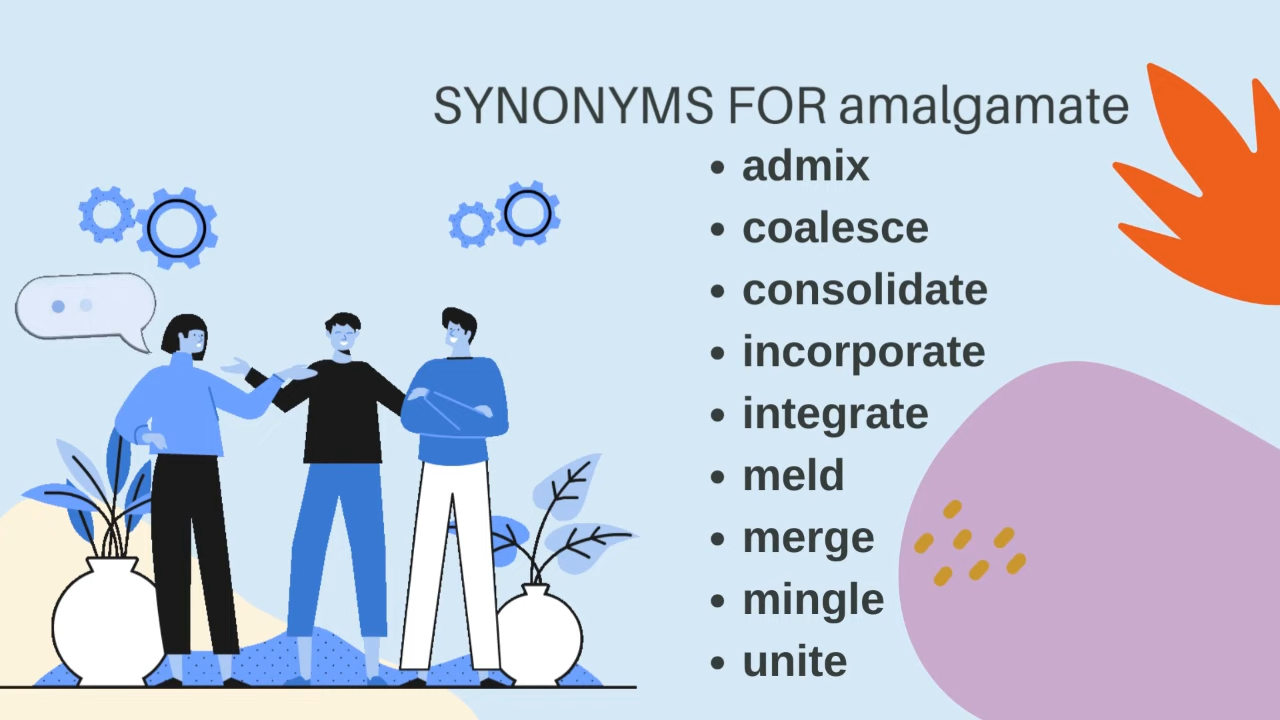 SYNONYMS FOR amalgamate
• admix
• coalesce
• consolidate
• incorporate
• integrate
• meld
• merge
• mingle
• unite